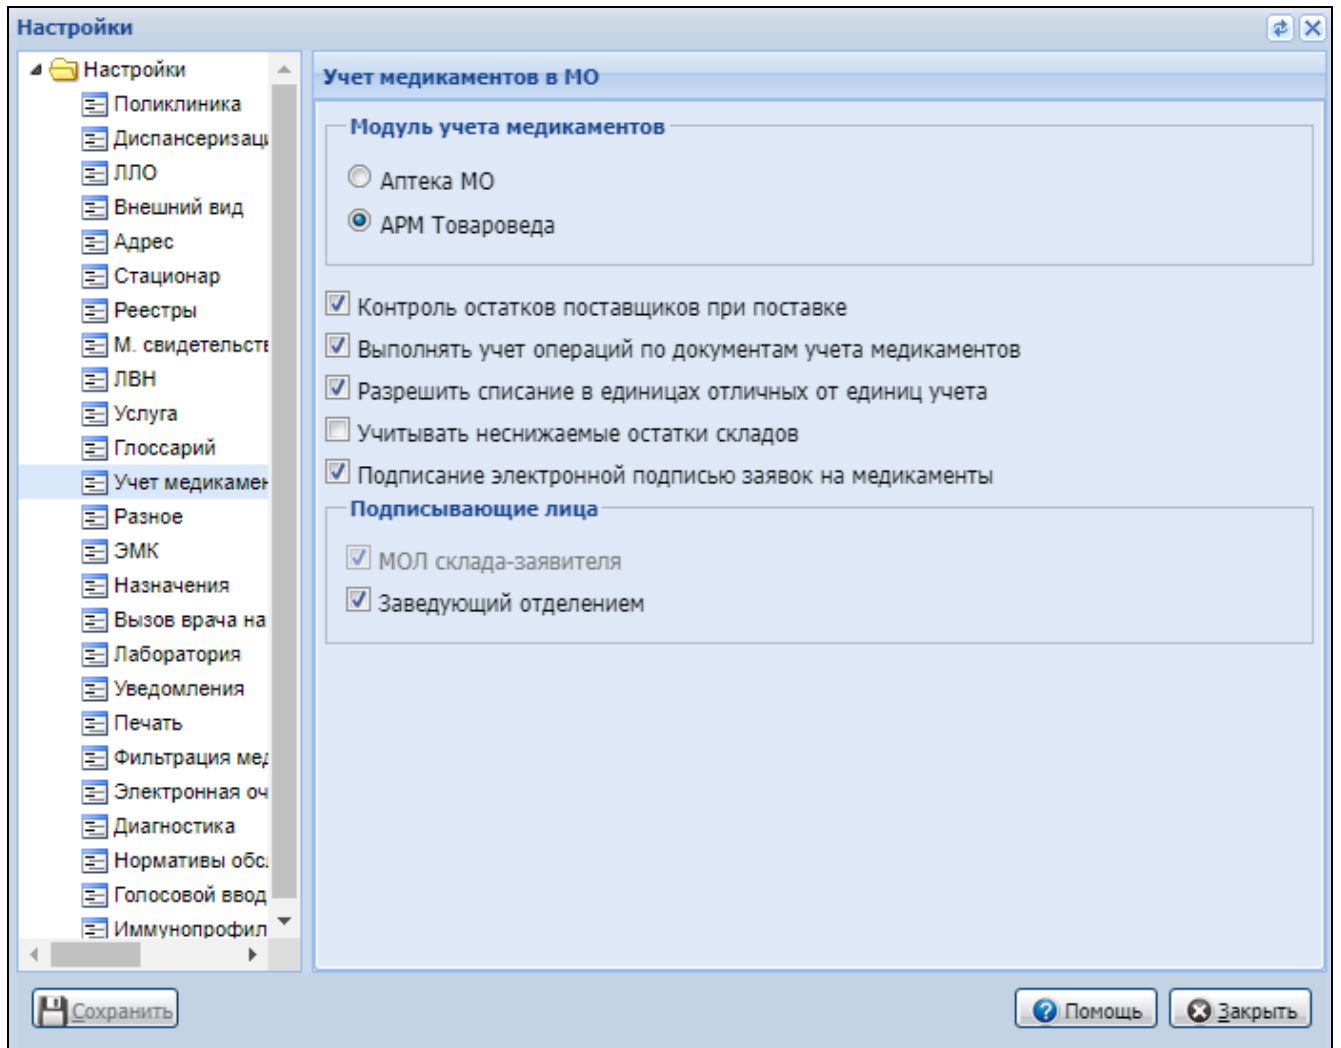 Настройки
Настройки
Поликлиника
Диспансеризаци
ЛЛО
Внешний вид
Адрес
Стационар
Реестры
М. свидетельств
ЛВН
Услуга
Глоссарий
Учет медикамен
Разное
ЭМК
Назначения
Вызов врача на
Лаборатория
Уведомления
Печать
Фильтрация мед
Электронная оч
Диагностика
Нормативы обсл
Голосовой ввод
Иммунопрофил
Учет медикаментов в МО
Модуль учета медикаментов
Аптека МО
АРМ Товароведа
Контроль остатков поставщиков при поставке
Выполнять учет операций по документам учета медикаментов
Разрешить списание в единицах отличных от единиц учета
Учитывать неснижаемые остатки складов
Подписание электронной подписью заявок на медикаменты
Подписывающие лица
МОЛ склада-заявителя
Заведующий отделением
Сохранить
Помощь
Закрыть